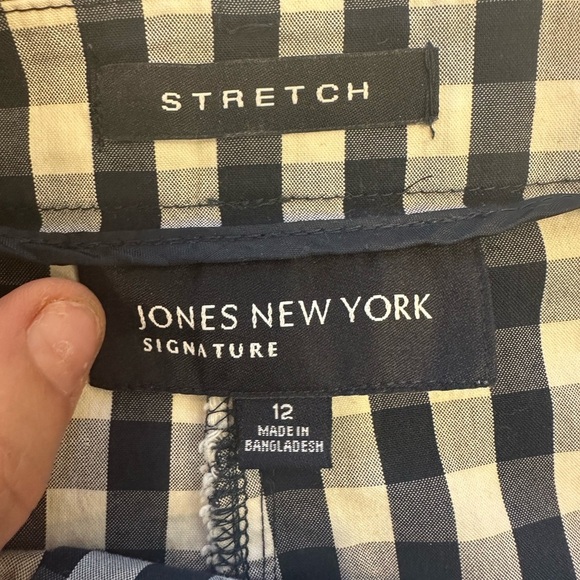 STRETCH
JONES NEW YORK
SIGNATURE
12
MADE IN
BANGLADESH